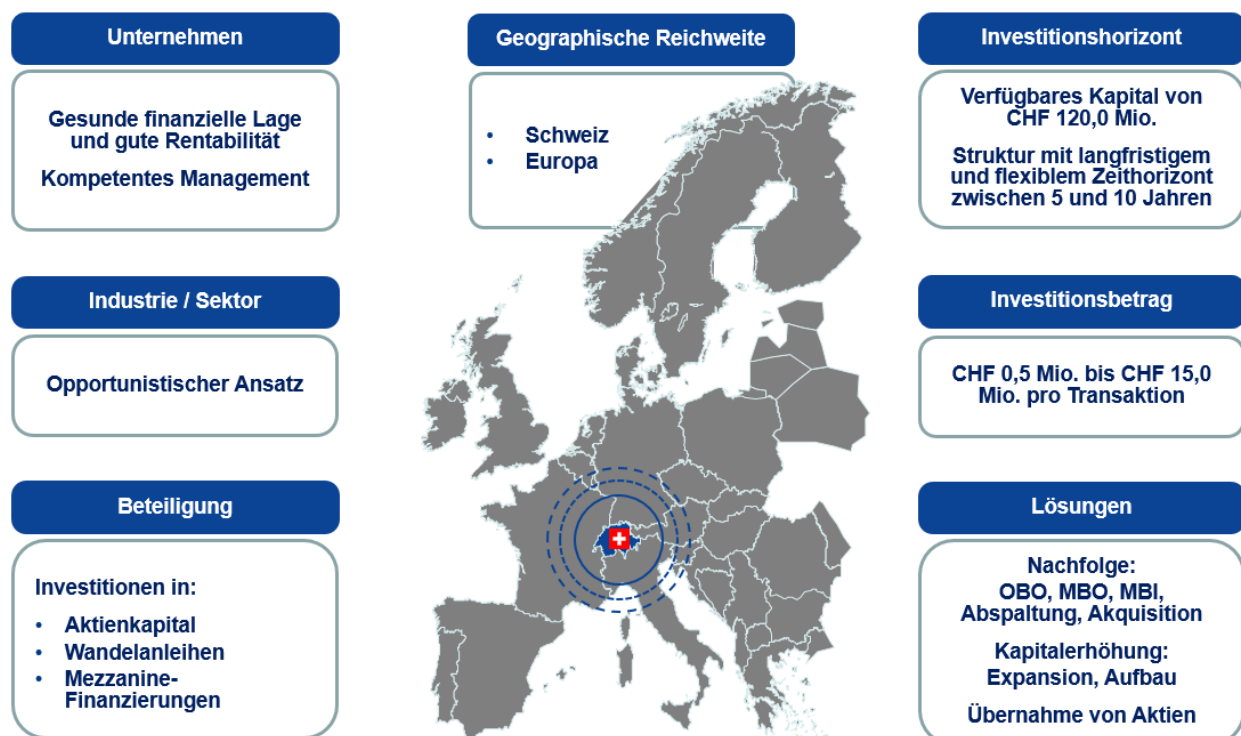 Unternehmen
Gesunde finanzielle Lage
und gute Rentabilität
Kompetentes Management
Geographische Reichweite
• Schweiz
• Europa
Investitionshorizont
Verfügbares Kapital von
CHF 120,0 Mio.
Struktur mit langfristigem
und flexiblem Zeithorizont
zwischen 5 und 10 Jahren
Industrie / Sektor
Opportunistischer Ansatz
Investitionsbetrag
CHF 0,5 Mio. bis CHF 15,0
Mio. pro Transaktion
Beteiligung
Investitionen in:
• Aktienkapital
• Wandelanleihen
• Mezzanine-
Finanzierungen
Lösungen
Nachfolge:
OBO, MBO, MBI,
Abspaltung, Akquisition
Kapitalerhöhung:
Expansion, Aufbau
Übernahme von Aktien